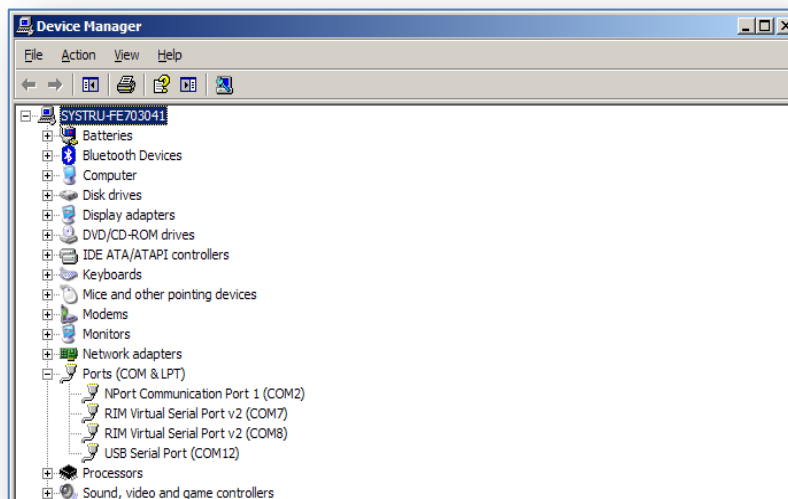 Device Manager
File Action View Help
SYSTRU-FE703041
Batteries
Bluetooth Devices
Computer
Disk drives
Display adapters
DVD/CD-ROM drives
IDE ATA/ATAPI controllers
Keyboards
Mice and other pointing devices
Modems
Monitors
Network adapters
Ports (COM & LPT)
NPort Communication Port 1 (COM2)
RIM Virtual Serial Port v2 (COM7)
RIM Virtual Serial Port v2 (COM8)
USB Serial Port (COM12)
Processors
Sound, video and game controllers